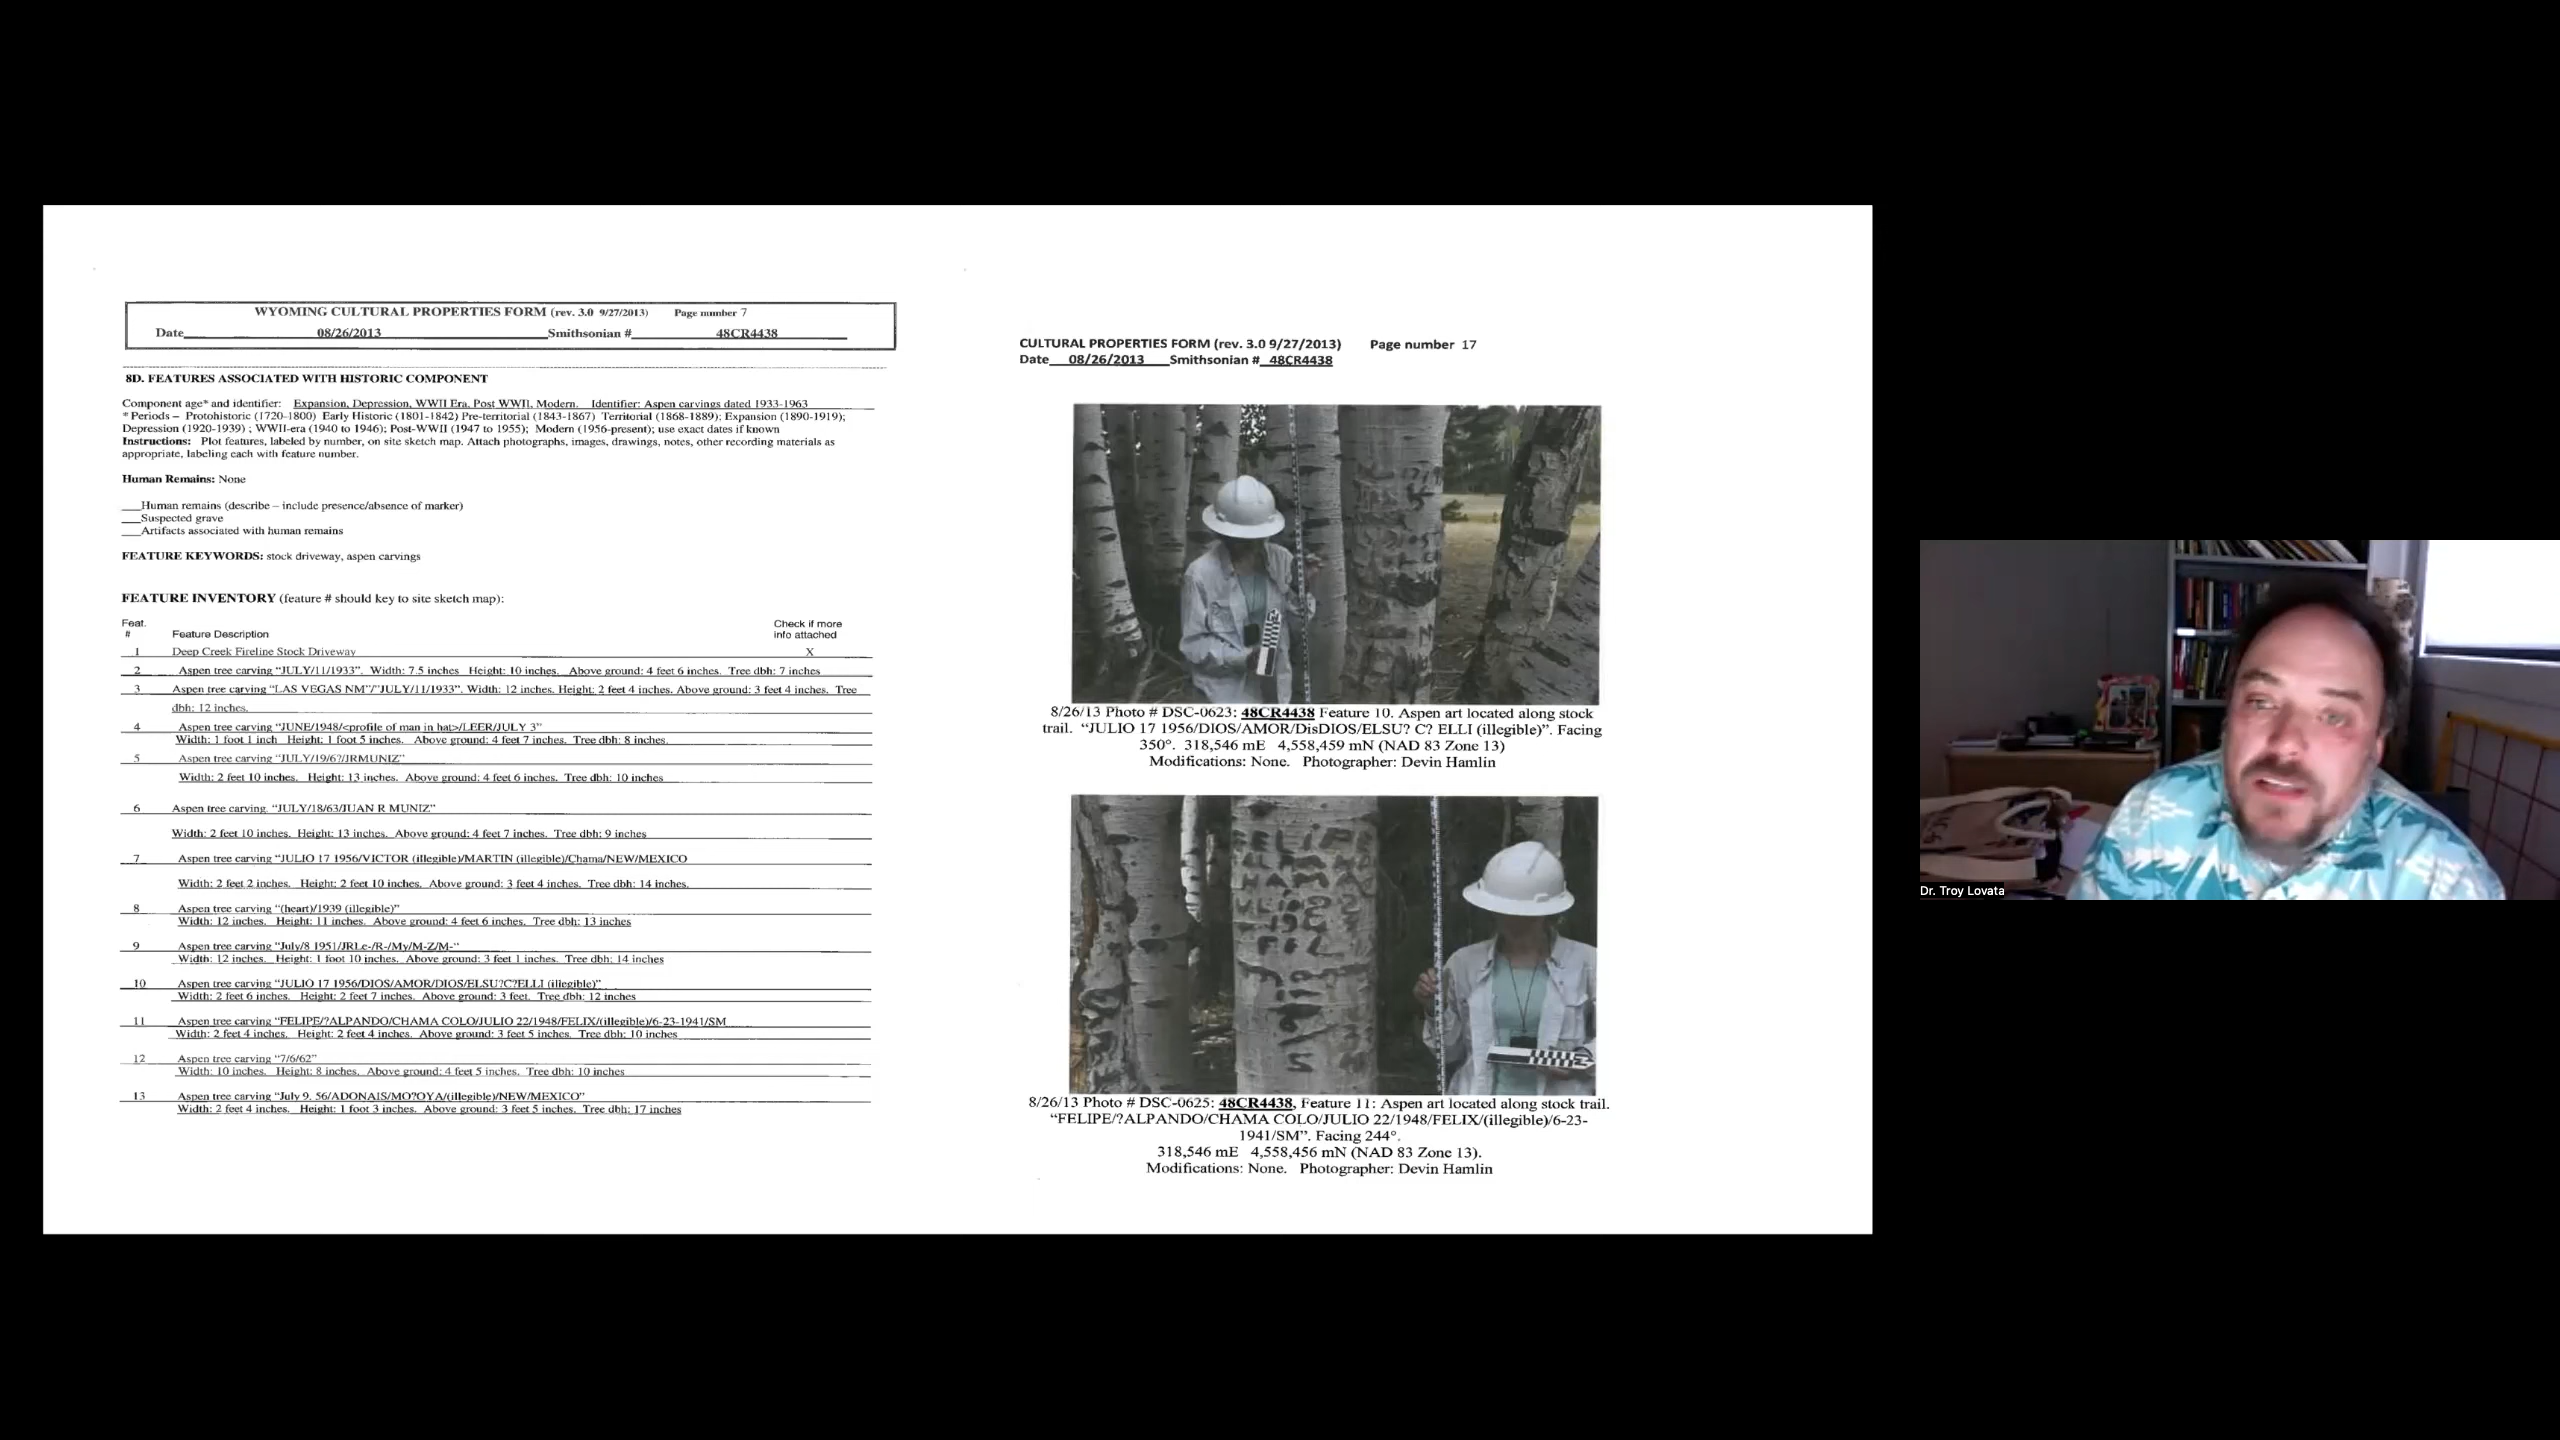 WYOMING CULTURAL PROPERTIES FORM (rev. 3.0 9/27/2013) Page number 7
Date 08/26/2013 Smithsonian # 48CR4438
8D. FEATURES ASSOCIATED WITH HISTORIC COMPONENT
Component age* and identifier: Expansion, Depression, WWII Era, Post WWII, Modern. Identifier: Aspen carvings dated 1933-1963
* Periods – Protohistoric (1720-1800) Early Historic (1801-1842) Pre-territorial (1843-1867) Territorial (1868-1889); Expansion (1890-1919);
Depression (1920-1939) ; WWII-era (1940 to 1946); Post-WWII (1947 to 1955); Modern (1956-present); use exact dates if known
Instructions: Plot features, labeled by number, on site sketch map. Attach photographs, images, drawings, notes, other recording materials as
appropriate, labeling each with feature number.
Human Remains: None
___Human remains (describe – include presence/absence of marker)
___Suspected grave
___Artifacts associated with human remains
FEATURE KEYWORDS: stock driveway, aspen carvings
FEATURE INVENTORY (feature # should key to site sketch map):
Feat. # Feature Description Check if more info attached
1 Deep Creek Fireline Stock Driveway X
2 Aspen tree carving "JULY/11/1933". Width: 7.5 inches Height: 10 inches. Above ground: 4 feet 6 inches. Tree dbh: 7 inches
3 Aspen tree carving "LAS VEGAS NM"/"JULY/11/1933". Width: 12 inches. Height: 2 feet 4 inches. Above ground: 3 feet 4 inches. Tree
dbh: 12 inches.
4 Aspen tree carving "JUNE/1948/<profile of man in hat>/LEER/JULY 3"
Width: 1 foot 1 inch Height: 1 foot 5 inches. Above ground: 4 feet 7 inches. Tree dbh: 8 inches.
5 Aspen tree carving "JULY/19/6?/JRMUNIZ"
Width: 2 feet 10 inches. Height: 13 inches. Above ground: 4 feet 6 inches. Tree dbh: 10 inches
6 Aspen tree carving. "JULY/18/63/JUAN R MUNIZ"
Width: 2 feet 10 inches. Height: 13 inches. Above ground: 4 feet 7 inches. Tree dbh: 9 inches
7 Aspen tree carving "JULIO 17 1956/VICTOR (illegible)/MARTIN (illegible)/Chama/NEW/MEXICO
Width: 2 feet 2 inches. Height: 2 feet 10 inches. Above ground: 3 feet 4 inches. Tree dbh: 14 inches.
8 Aspen tree carving "(heart)/1939 (illegible)"
Width: 12 inches. Height: 11 inches. Above ground: 4 feet 6 inches. Tree dbh: 13 inches
9 Aspen tree carving "July/8 1951/JRLe-/R-/My/M-Z/M-"
Width: 12 inches. Height: 1 foot 10 inches. Above ground: 3 feet 1 inches. Tree dbh: 14 inches
10 Aspen tree carving "JULIO 17 1956/DIOS/AMOR/DIOS/ELSU?C?ELLI (illegible)"
Width: 2 feet 6 inches. Height: 2 feet 7 inches. Above ground: 3 feet. Tree dbh: 12 inches
11 Aspen tree carving "FELIPE/?ALPANDO/CHAMA COLO/JULIO 22/1948/FELIX/(illegible)/6-23-1941/SM
Width: 2 feet 4 inches. Height: 2 feet 4 inches. Above ground: 3 feet 5 inches. Tree dbh: 10 inches
12 Aspen tree carving "7/6/62"
Width: 10 inches. Height: 8 inches. Above ground: 4 feet 5 inches. Tree dbh: 10 inches
13 Aspen tree carving "July 9. 56/ADONAIS/MO?OYA/(illegible)/NEW/MEXICO"
Width: 2 feet 4 inches. Height: 1 foot 3 inches. Above ground: 3 feet 5 inches. Tree dbh: 17 inches
CULTURAL PROPERTIES FORM (rev. 3.0 9/27/2013) Page number 17
Date 08/26/2013 Smithsonian # 48CR4438
8/26/13 Photo # DSC-0623: 48CR4438 Feature 10. Aspen art located along stock
trail. "JULIO 17 1956/DIOS/AMOR/DisDIOS/ELSU? C? ELLI (illegible)". Facing
350°. 318,546 mE 4,558,459 mN (NAD 83 Zone 13)
Modifications: None. Photographer: Devin Hamlin
8/26/13 Photo # DSC-0625: 48CR4438, Feature 11: Aspen art located along stock trail.
"FELIPE/?ALPANDO/CHAMA COLO/JULIO 22/1948/FELIX/(illegible)/6-23-
1941/SM". Facing 244°.
318,546 mE 4,558,456 mN (NAD 83 Zone 13).
Modifications: None. Photographer: Devin Hamlin
Dr. Troy Lovata